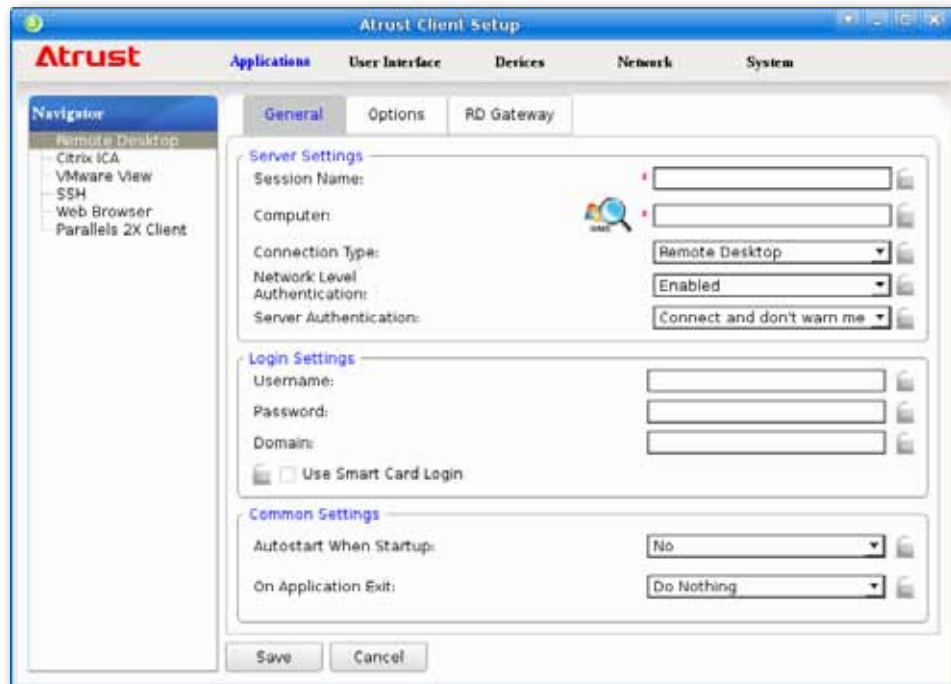 Atrust Client Setup
Atrust
Applications User Interface Devices Network System
Navigator
Remote Desktop
Citrix ICA
VMware View
SSH
Web Browser
Parallels 2X Client
General Options RD Gateway
Server Settings
Session Name: *
Computer: *
Connection Type: Remote Desktop
Network Level
Authentication: Enabled
Server Authentication: Connect and don't warn me
Login Settings
Username:
Password:
Domain:
Use Smart Card Login
Common Settings
Autostart When Startup: No
On Application Exit: Do Nothing
Save Cancel